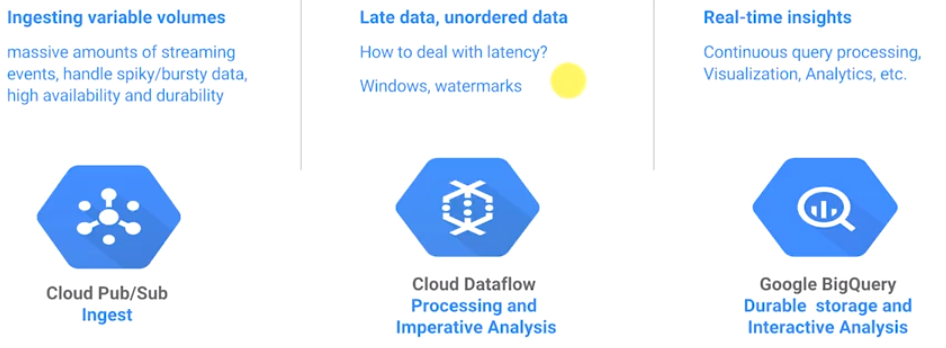 Ingesting variable volumes
massive amounts of streaming
events, handle spiky/bursty data,
high availability and durability
Cloud Pub/Sub
Ingest
Late data, unordered data
How to deal with latency?
Windows, watermarks
Cloud Dataflow
Processing and
Imperative Analysis
Real-time insights
Continuous query processing,
Visualization, Analytics, etc.
Google BigQuery
Durable storage and
Interactive Analysis